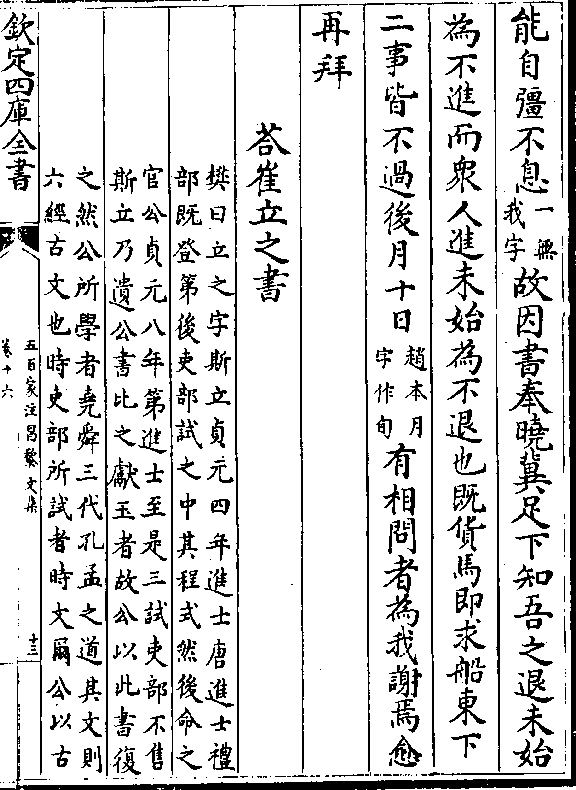 能自彊不息一無我字故因書奉曉冀足下知吾之退未始
為不進而衆人進未始為不退也既貨馬即求船東下
二事皆不過後月十日趙本月字作旬有相問者為我謝焉愈
再拜
荅崔立之書
樊曰立之字斯立貞元四年進士唐進士禮
部既登第後吏部試之中其程式然後命之
官公貞元八年第進士至是三試吏部不售
斯立乃遺公書比之獻玉者故公以此書復
之然公所學者堯舜三代孔孟之道其文則
六經古文也時吏部所試者時文爾公以古
欽定四庫全書
五百家注昌黎文集
卷十六
十三